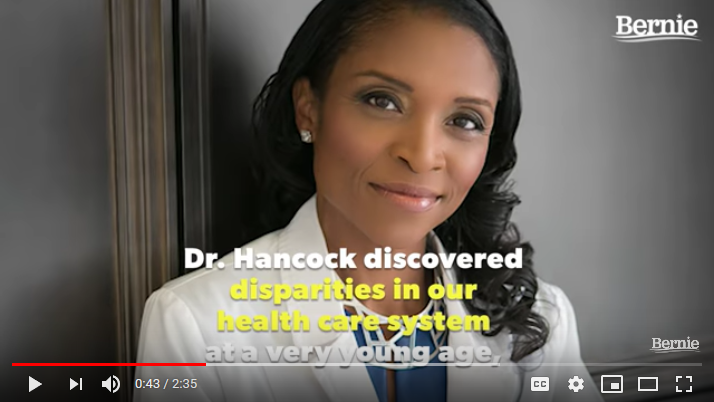 Bernie
Dr. Hancock discovered
disparities in our
health care system
at a very young age,
Bernie
0:43 / 2:35
CC